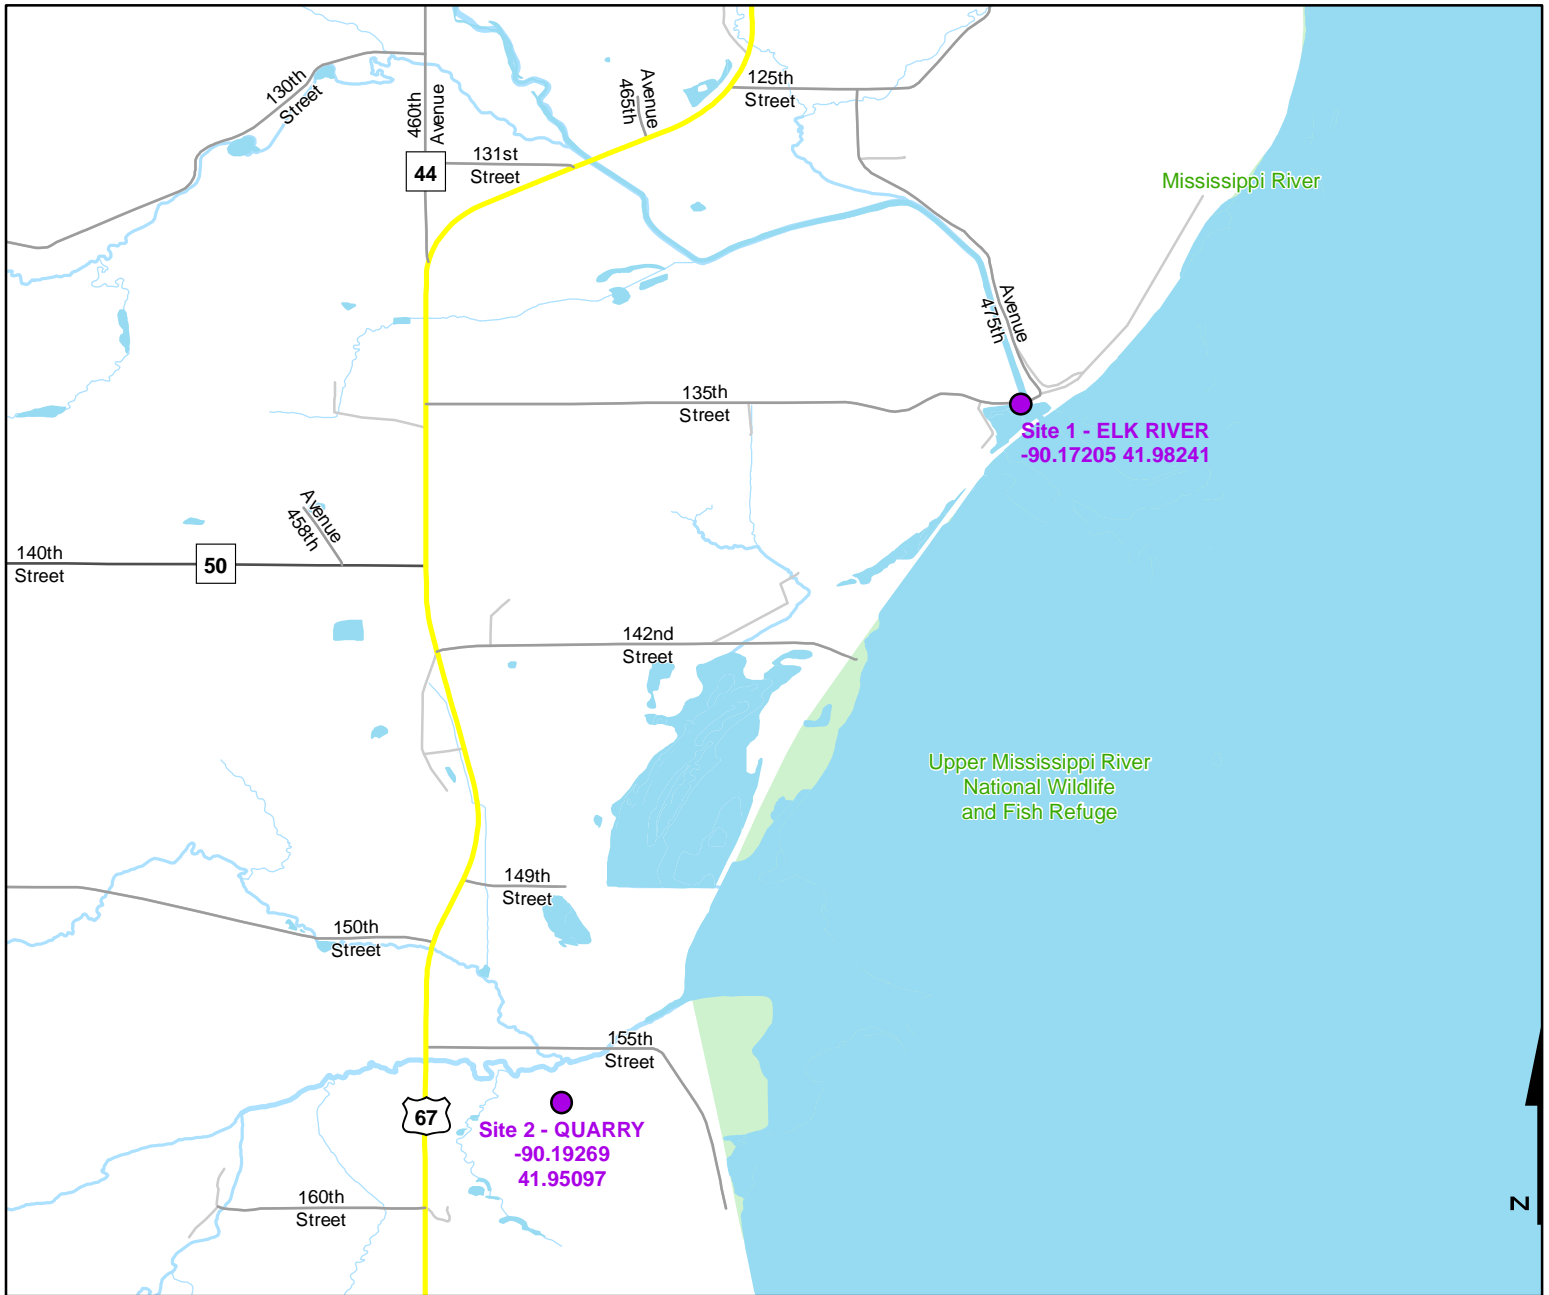 130th
Street
460th
Avenue
465th
Avenue
125th
Street
131st
Street
44
Mississippi River
475th
Avenue
135th
Street
Site 1 - ELK RIVER
-90.17205 41.98241
458th
Avenue
140th
Street
50
142nd
Street
Upper Mississippi River
National Wildlife
and Fish Refuge
149th
Street
150th
Street
155th
Street
67
Site 2 - QUARRY
-90.19269
41.95097
160th
Street
N